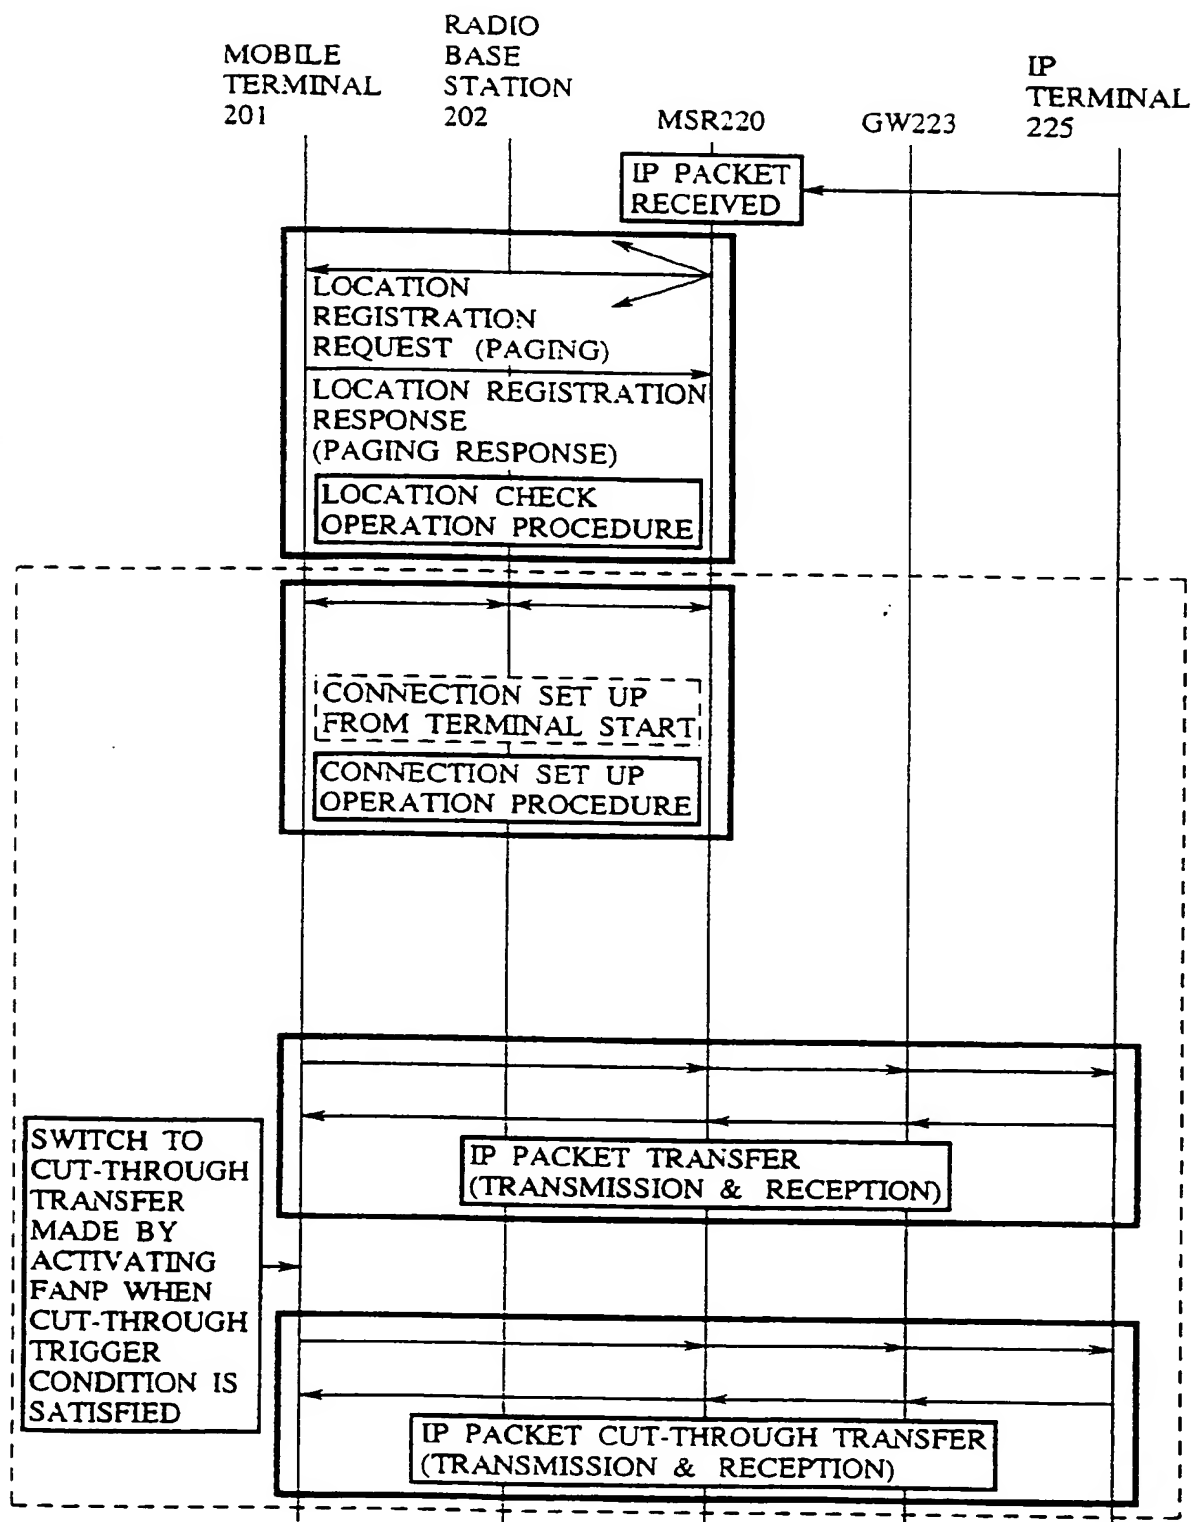 MOBILE
TERMINAL
201
RADIO
BASE
STATION
202
MSR220
GW223
IP
TERMINAL
225
IP PACKET
RECEIVED
LOCATION
REGISTRATION
REQUEST (PAGING)
LOCATION REGISTRATION
RESPONSE
(PAGING RESPONSE)
LOCATION CHECK
OPERATION PROCEDURE
CONNECTION SET UP
FROM TERMINAL START
CONNECTION SET UP
OPERATION PROCEDURE
IP PACKET TRANSFER
(TRANSMISSION & RECEPTION)
SWITCH TO
CUT-THROUGH
TRANSFER
MADE BY
ACTIVATING
FANP WHEN
CUT-THROUGH
TRIGGER
CONDITION IS
SATISFIED
IP PACKET CUT-THROUGH TRANSFER
(TRANSMISSION & RECEPTION)